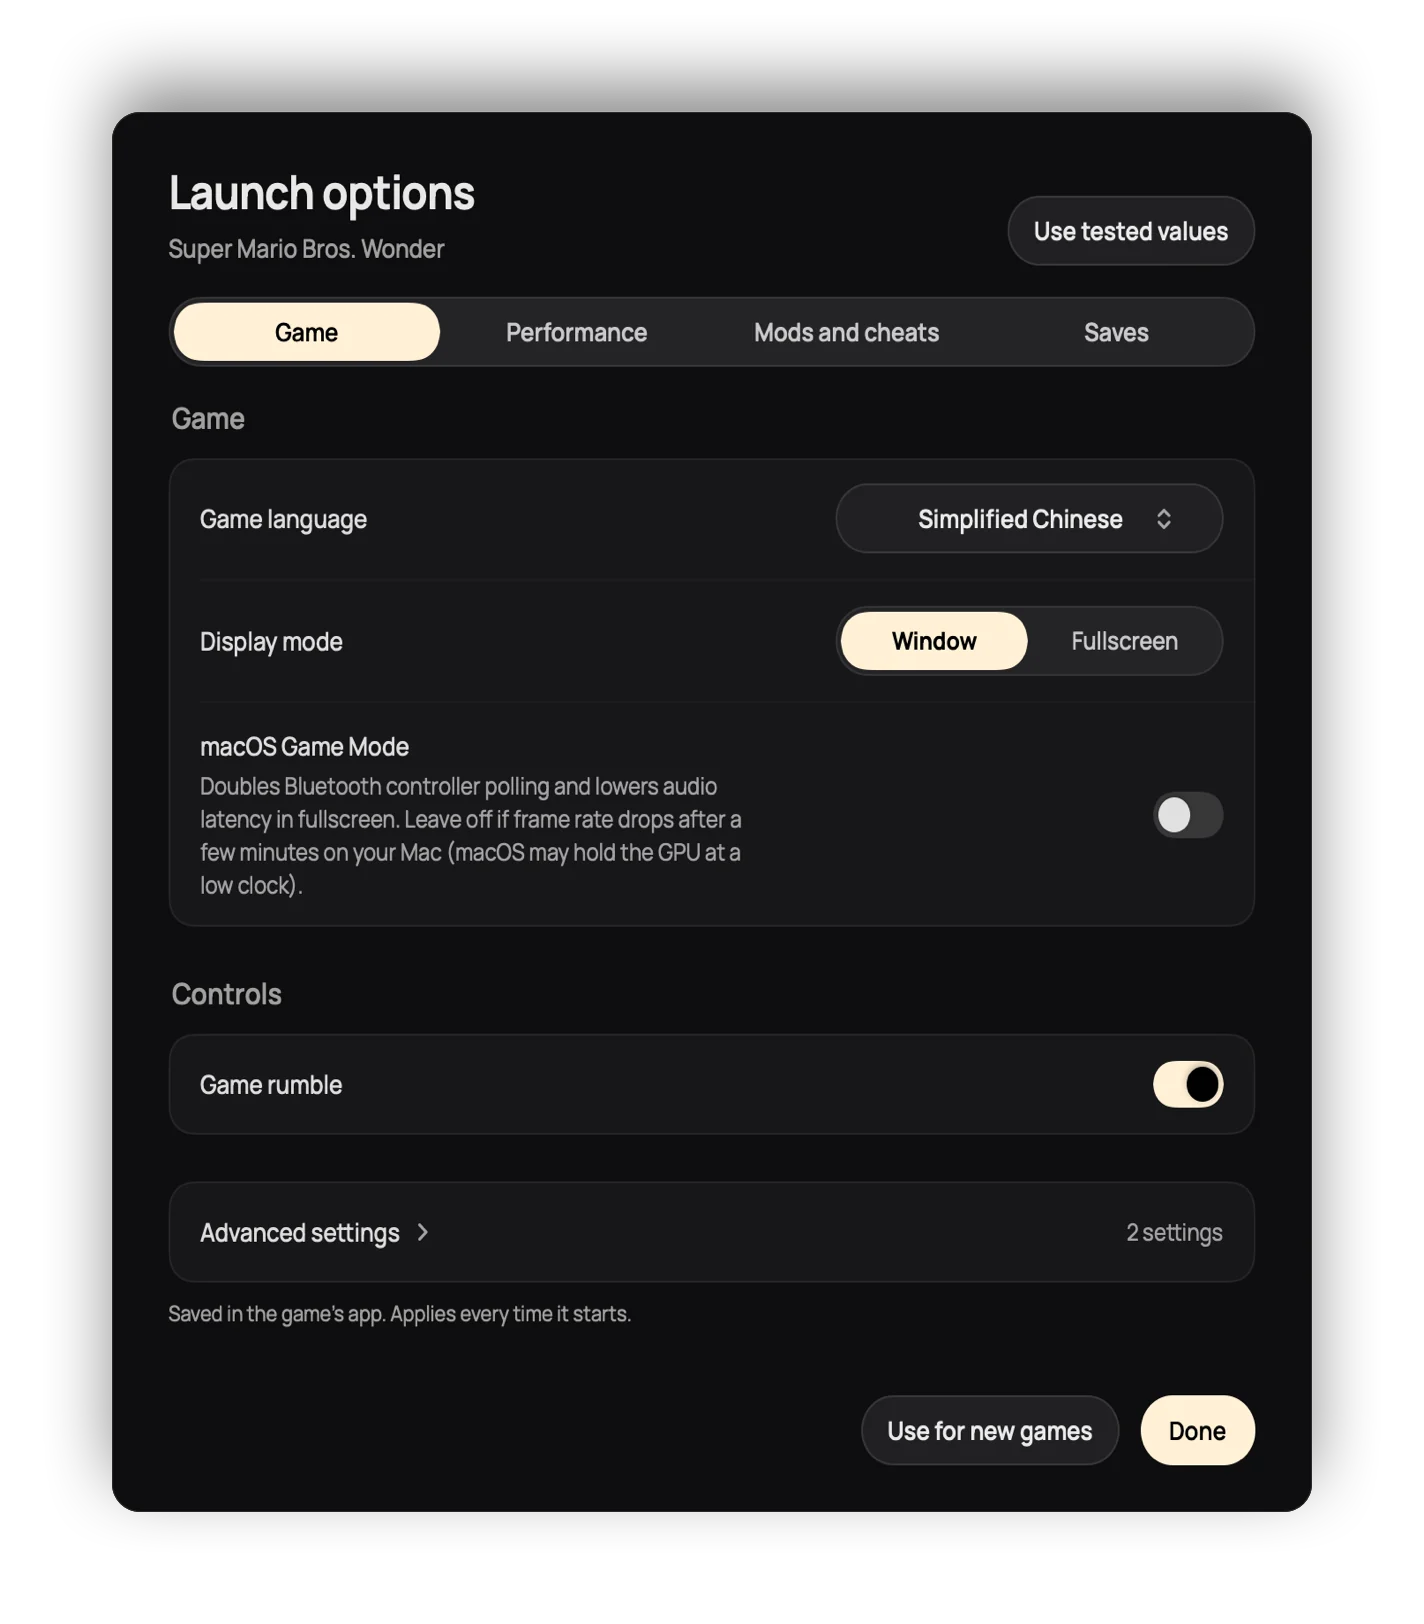 Launch options
Super Mario Bros. Wonder
Use tested values
Game
Performance
Mods and cheats
Saves
Game
Game language
Simplified Chinese
Display mode
Window
Fullscreen
macOS Game Mode
Doubles Bluetooth controller polling and lowers audio
latency in fullscreen. Leave off if frame rate drops after a
few minutes on your Mac (macOS may hold the GPU at a
low clock).
Controls
Game rumble
Advanced settings
2 settings
Saved in the game’s app. Applies every time it starts.
Use for new games
Done